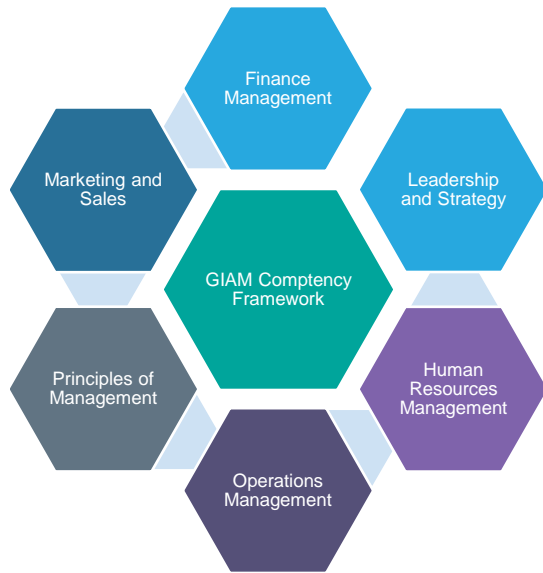 Finance
Management
Marketing and
Sales
Leadership
and Strategy
GIAM Comptency
Framework
Principles of
Management
Human
Resources
Management
Operations
Management